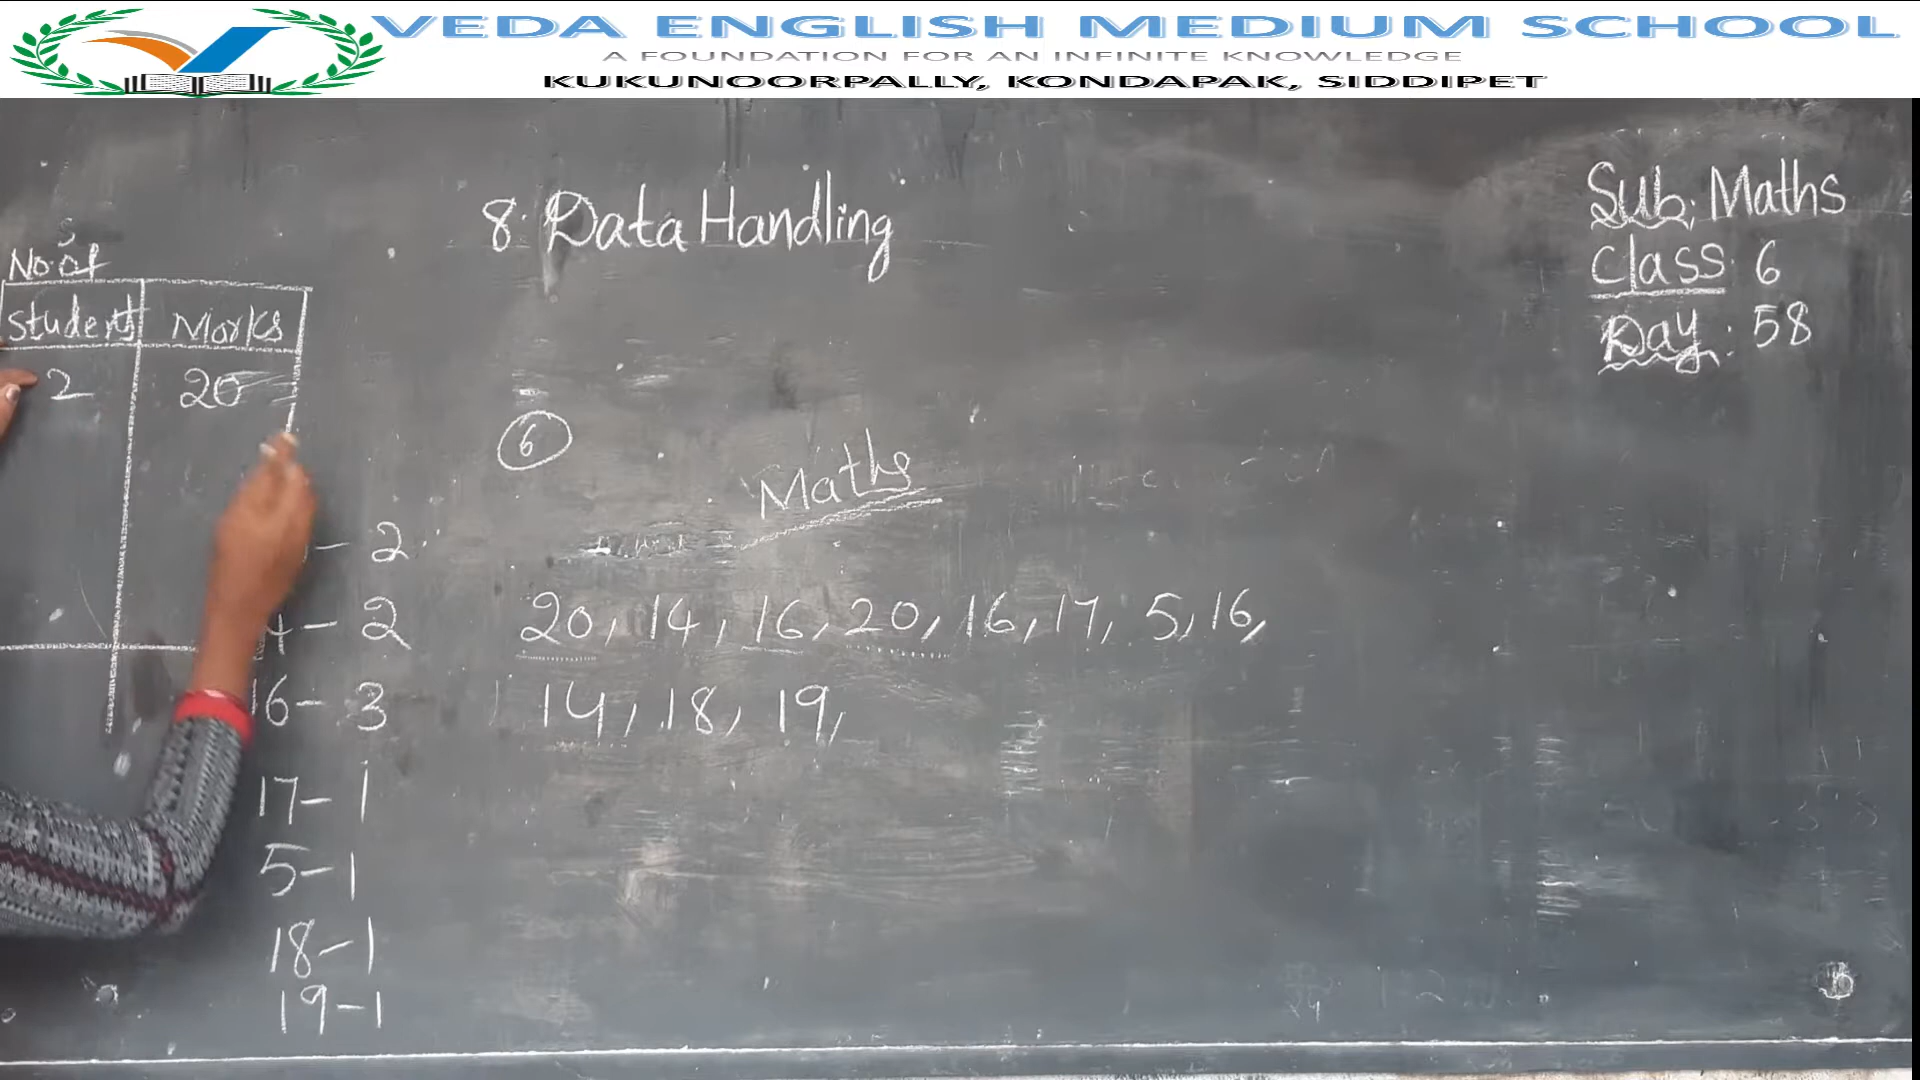 VEDA ENGLISH MEDIUM SCHOOL
A FOUNDATION FOR AN INFINITE KNOWLEDGE
KUKUNOORPALLY, KONDAPAK, SIDDIPET
8. Data Handling
Sub: Maths
Class: 6
Day: 58
No. of
Students Marks
2 20
6
Maths
20, 14, 16, 20, 16, 17, 5, 16,
14, 18, 19,
- 2
4 - 2
16 - 3
17 - 1
5 - 1
18 - 1
19 - 1